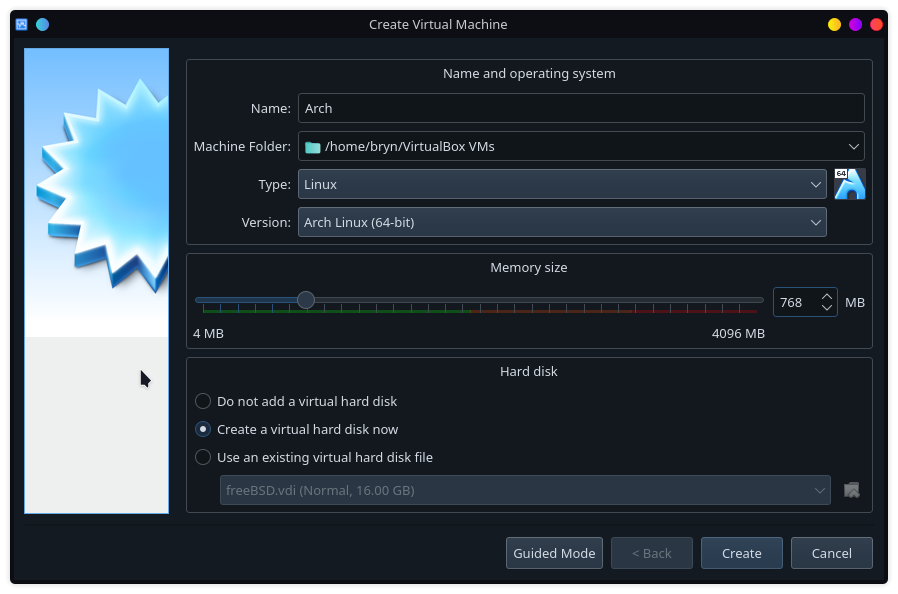 Create Virtual Machine
Name and operating system
Name: Arch
Machine Folder: /home/bryn/VirtualBox VMs
Type: Linux
64
Version: Arch Linux (64-bit)
Memory size
768 MB
4 MB 4096 MB
Hard disk
Do not add a virtual hard disk
Create a virtual hard disk now
Use an existing virtual hard disk file
freeBSD.vdi (Normal, 16.00 GB)
Guided Mode < Back Create Cancel